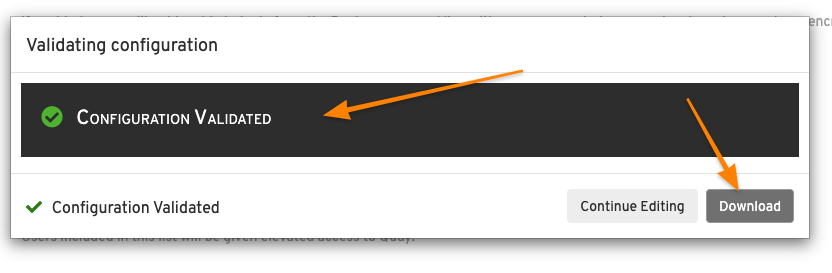 encr
Validating configuration
CONFIGURATION VALIDATED
Configuration Validated
Continue Editing
Download
Users included in this list will be given elevated access to Quay.